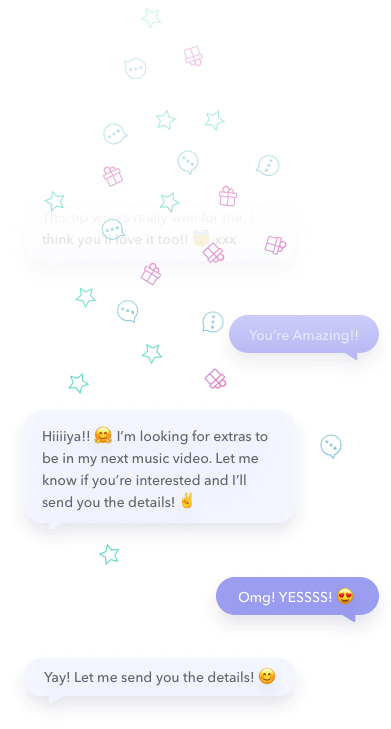 This tip works really well for me. I
think you'll love it too!! 😇 xxx
You're Amazing!!
Hiiiiya!! 🤗 I'm looking for extras to
be in my next music video. Let me
know if you're interested and I'll
send you the details! ✌️
Omg! YESSSS! 😍
Yay! Let me send you the details! 😊